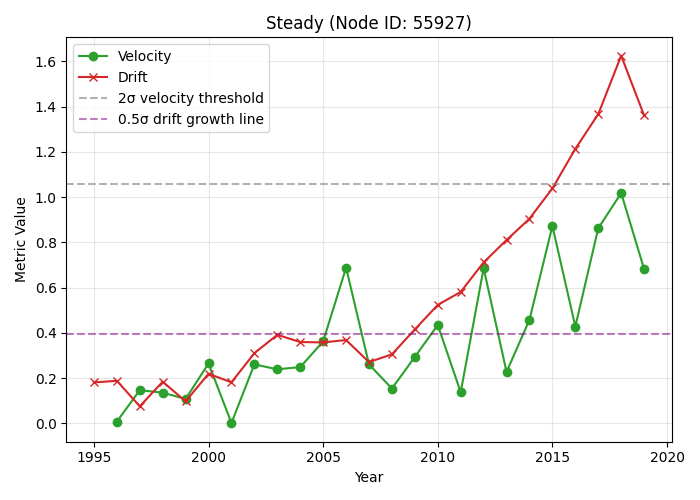 Steady (Node ID: 55927)
Velocity
Drift
2σ velocity threshold
0.5σ drift growth line
Metric Value
1.6
1.4
1.2
1.0
0.8
0.6
0.4
0.2
0.0
1995 2000 2005 2010 2015 2020
Year